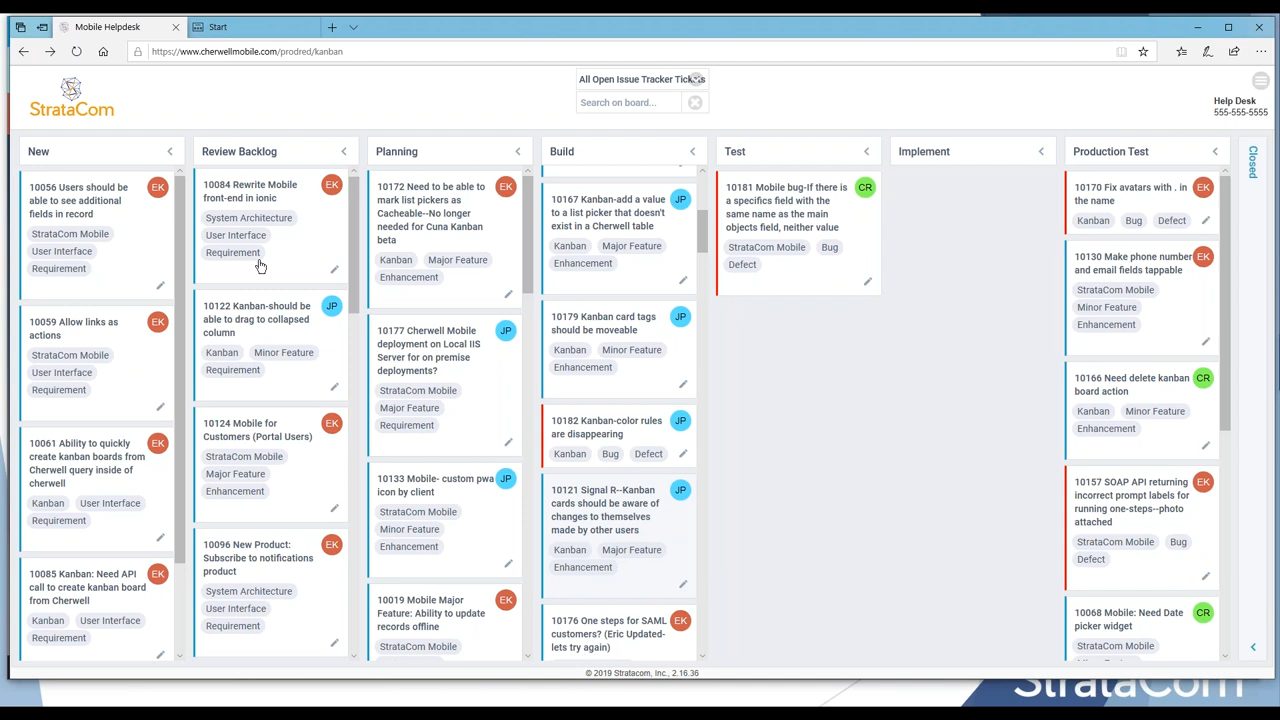 Mobile Helpdesk
Start
https://www.cherwellmobile.com/prodred/kanban
StrataCom
All Open Issue Tracker Tickets
Search on board...
Help Desk
555-555-5555
New
10056 Users should be
able to see additional
fields in record
EK
StrataCom Mobile
User Interface
Requirement
10059 Allow links as
actions
EK
StrataCom Mobile
User Interface
Requirement
10061 Ability to quickly
create kanban boards from
Cherwell query inside of
cherwell
EK
Kanban User Interface
Requirement
10085 Kanban: Need API
call to create kanban board
from Cherwell
EK
Kanban User Interface
Requirement
Review Backlog
10084 Rewrite Mobile
front-end in ionic
EK
System Architecture
User Interface
Requirement
10122 Kanban-should be
able to drag to collapsed
column
JP
Kanban Minor Feature
Requirement
10124 Mobile for
Customers (Portal Users)
EK
StrataCom Mobile
Major Feature
Enhancement
10096 New Product:
Subscribe to notifications
product
EK
System Architecture
User Interface
Requirement
Planning
10172 Need to be able to
mark list pickers as
Cacheable--No longer
needed for Cuna Kanban
beta
EK
Kanban Major Feature
Enhancement
10177 Cherwell Mobile
deployment on Local IIS
Server for on premise
deployments?
JP
StrataCom Mobile
Major Feature
Requirement
10133 Mobile- custom pwa
icon by client
JP
StrataCom Mobile
Minor Feature
Enhancement
10019 Mobile Major
Feature: Ability to update
records offline
EK
StrataCom Mobile
Build
10167 Kanban-add a value
to a list picker that doesn't
exist in a Cherwell table
JP
Kanban Major Feature
Enhancement
10179 Kanban card tags
should be moveable
JP
Kanban Minor Feature
Enhancement
10182 Kanban-color rules
are disappearing
JP
Kanban Bug Defect
10121 Signal R--Kanban
cards should be aware of
changes to themselves
made by other users
JP
Kanban Major Feature
Enhancement
10176 One steps for SAML
customers? (Eric Updated-
lets try again)
EK
Test
10181 Mobile bug-If there is
a specifics field with the
same name as the main
objects field, neither value
CR
StrataCom Mobile Bug
Defect
Implement
Production Test
10170 Fix avatars with . in
the name
EK
Kanban Bug Defect
10130 Make phone number
and email fields tappable
EK
StrataCom Mobile
Minor Feature
Enhancement
10166 Need delete kanban
board action
CR
Kanban Minor Feature
Enhancement
10157 SOAP API returning
incorrect prompt labels for
running one-steps--photo
attached
EK
StrataCom Mobile Bug
Defect
10068 Mobile: Need Date
picker widget
CR
StrataCom Mobile
Closed
© 2019 Stratacom, Inc., 2.16.36
StrataCom